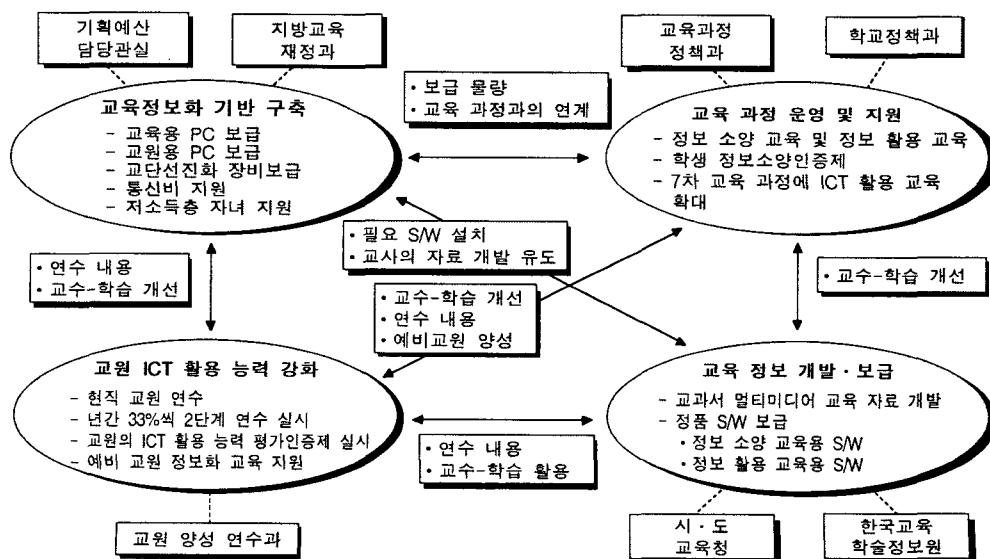 기획예산
담당관실
지방교육
재정과
교육과정
정책과
학교정책과
교육정보화 기반 구축
- 교육용 PC 보급
- 교원용 PC 보급
- 교단선진화 장비보급
- 통신비 지원
- 저소득층 자녀 지원
• 보급 물량
• 교육 과정과의 연계
교육 과정 운영 및 지원
- 정보 소양 교육 및 정보 활용 교육
- 학생 정보소양인증제
- 7차 교육 과정에 ICT 활용 교육
확대
• 연수 내용
• 교수-학습 개선
• 필요 S/W 설치
• 교사의 자료 개발 유도
• 교수-학습 개선
• 연수 내용
• 예비교원 양성
• 교수-학습 개선
교원 ICT 활용 능력 강화
- 현직 교원 연수
- 년간 33%씩 2단계 연수 실시
- 교원의 ICT 활용 능력 평가인증제 실시
- 예비 교원 정보화 교육 지원
• 연수 내용
• 교수-학습 활용
교육 정보 개발·보급
- 교과서 멀티미디어 교육 자료 개발
- 정품 S/W 보급
• 정보 소양 교육용 S/W
• 정보 활용 교육용 S/W
교원 양성 연수과
시·도
교육청
한국교육
학술정보원